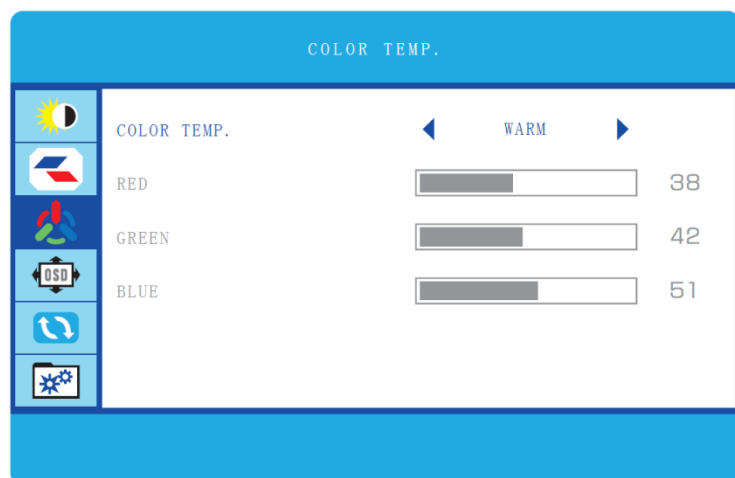 COLOR TEMP.
COLOR TEMP. WARM
RED 38
GREEN 42
OSD
BLUE 51